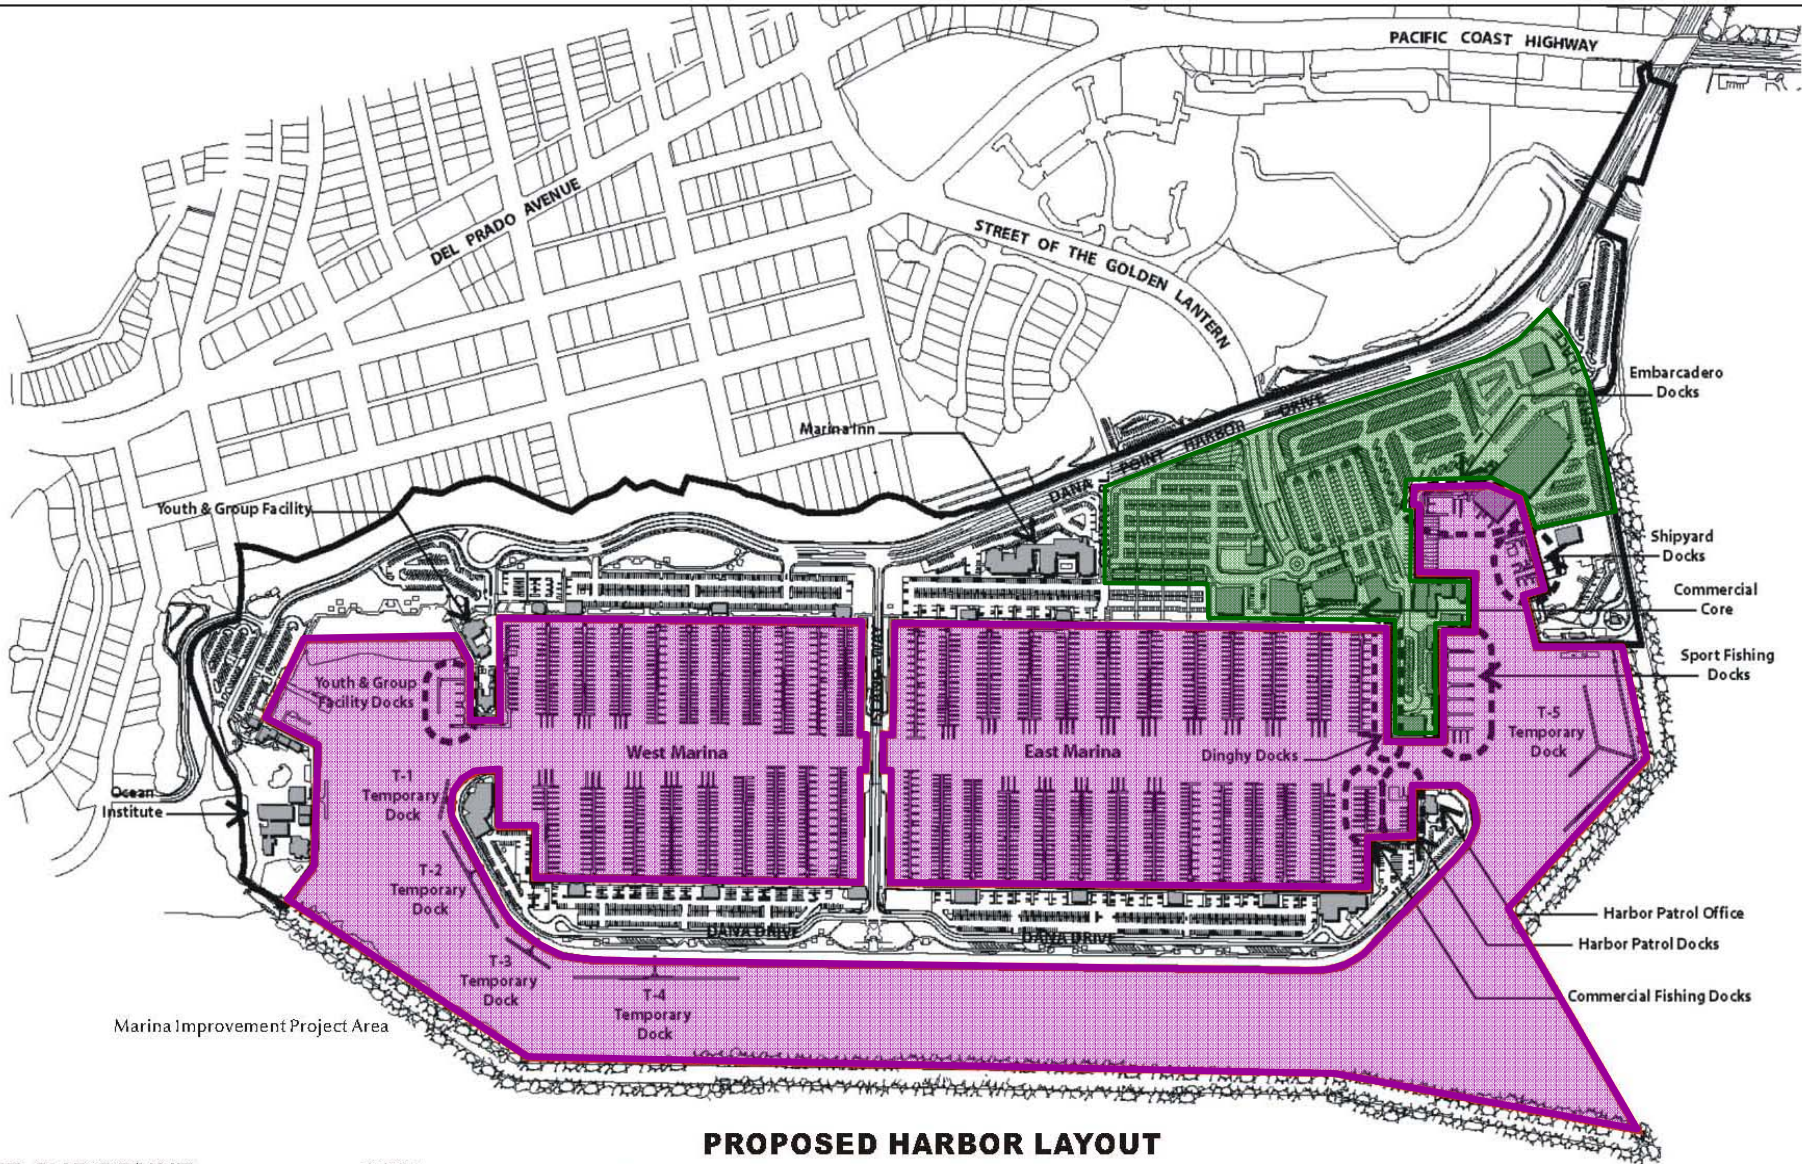 PACIFIC COAST HIGHWAY
DEL PRADO AVENUE
STREET OF THE GOLDEN LANTERN
PLACE
Embarcadero
Docks
Marina Inn
DANA POINT HARBOR DRIVE
PUERTO
Youth & Group Facility
Shipyard
Docks
Commercial
Core
Sport Fishing
Docks
Youth & Group
Facility Docks
T-5
Temporary
Dock
West Marina
East Marina
Dinghy Docks
T-1
Temporary
Dock
Ocean
Institute
T-2
Temporary
Dock
Harbor Patrol Office
DANA DRIVE
DANA DRIVE
Harbor Patrol Docks
T-3
Temporary
Dock
T-4
Temporary
Dock
Commercial Fishing Docks
Marina Improvement Project Area
PROPOSED HARBOR LAYOUT